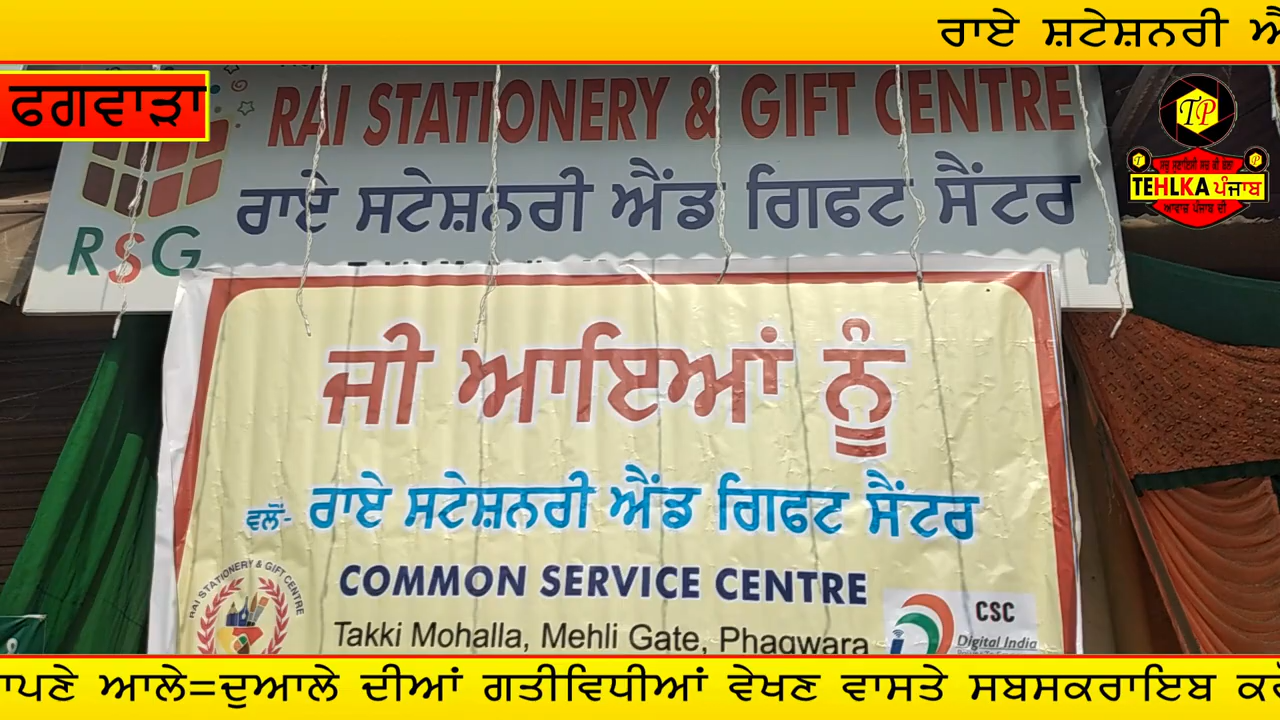 ਰਾਏ ਸ਼ਟੇਸ਼ਨਰੀ
ਫਗਵਾੜਾ
RAI STATIONERY & GIFT CENTRE
ਰਾਏ ਸਟੇਸ਼ਨਰੀ ਐਂਡ ਗਿਫਟ ਸੈਂਟਰ
RSG
TP
TEHLKA ਪੰਜਾਬ
ਆਵਾਜ਼ ਪੰਜਾਬ ਦੀ
ਜੀ ਆਇਆਂ ਨੂੰ
ਵਲੋਂ- ਰਾਏ ਸਟੇਸ਼ਨਰੀ ਐਂਡ ਗਿਫਟ ਸੈਂਟਰ
RAI STATIONERY & GIFT CENTRE
COMMON SERVICE CENTRE
Takki Mohalla, Mehli Gate, Phagwara
CSC
Digital India
ਆਲੇ=ਦੁਆਲੇ ਦੀਆਂ ਗਤੀਵਿਧੀਆਂ ਵੇਖਣ ਵਾਸਤੇ ਸਬਸਕਰਾਇਬ